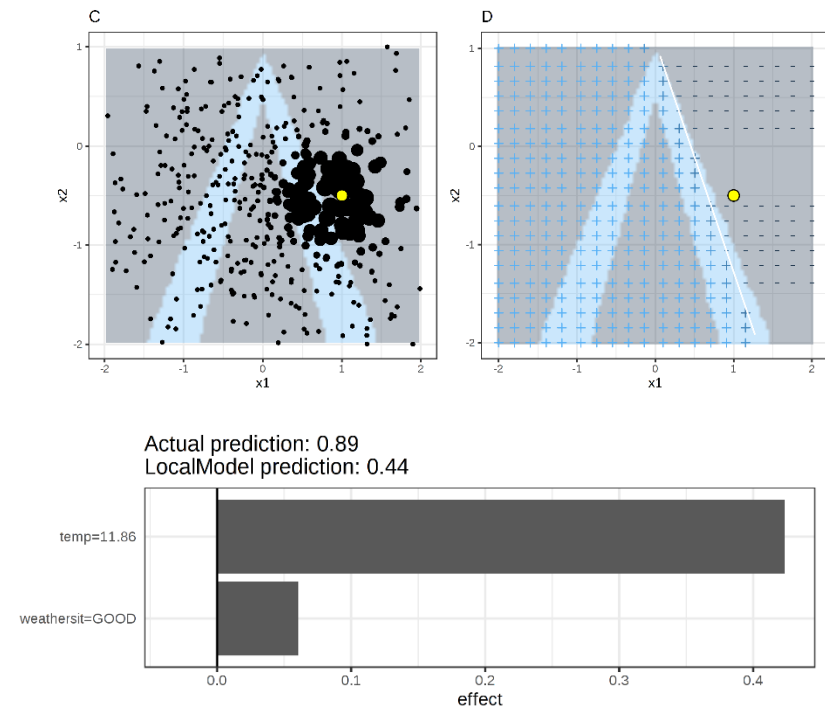 C
D
1
0
-1
-2
x2
-2
-1
0
1
2
x1
1
0
-1
-2
x2
-2
-1
0
1
2
x1
Actual prediction: 0.89
LocalModel prediction: 0.44
temp=11.86
weathersit=GOOD
0.0
0.1
0.2
0.3
0.4
effect